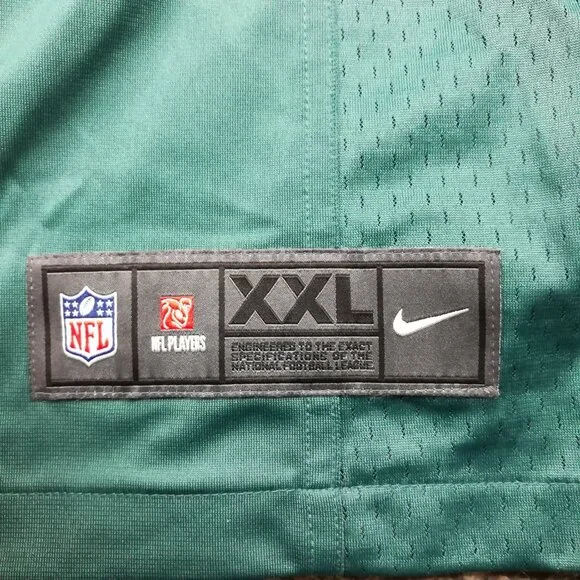 NFL
NFL PLAYERS
XXL
ENGINEERED TO THE EXACT
SPECIFICATIONS OF THE
NATIONAL FOOTBALL LEAGUE.